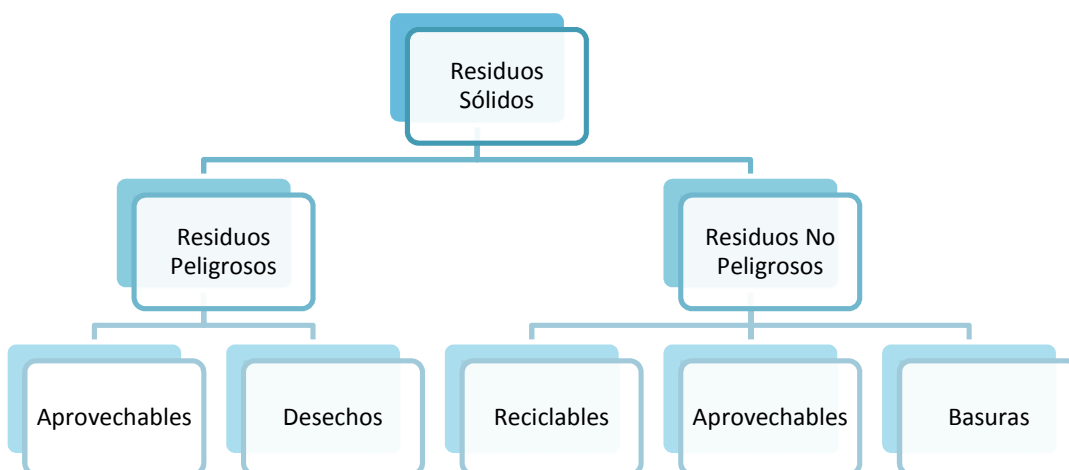 Residuos
Sólidos
Residuos
Peligrosos
Residuos No
Peligrosos
Aprovechables
Desechos
Reciclables
Aprovechables
Basuras